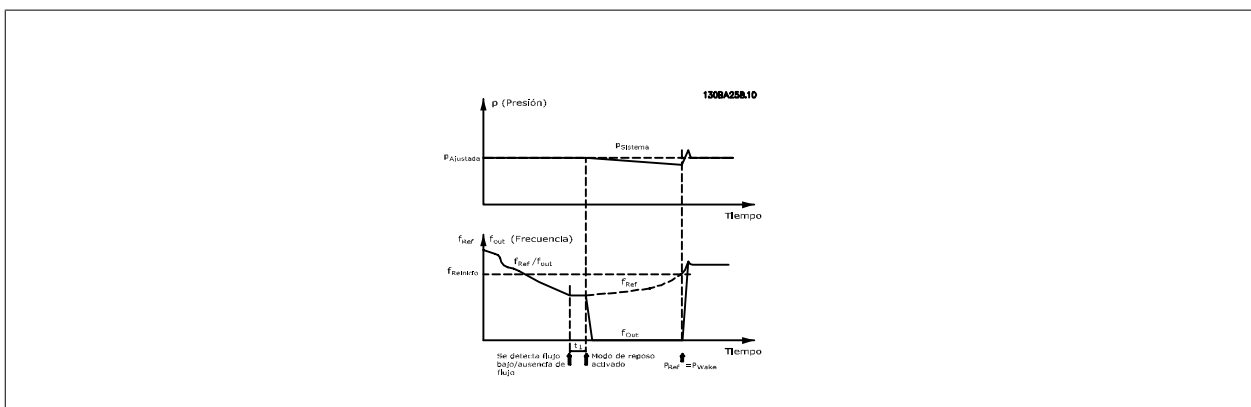 130BA258.10
p (Presión)
PSistema
PAjustada
Tiempo
fRef fout (Frecuencia)
fRef/fout
fReinicio
fRef
fOut
Tiempo
t1
Se detecta flujo
bajo/ausencia de
flujo
Modo de reposo
activado
PRef =PWake